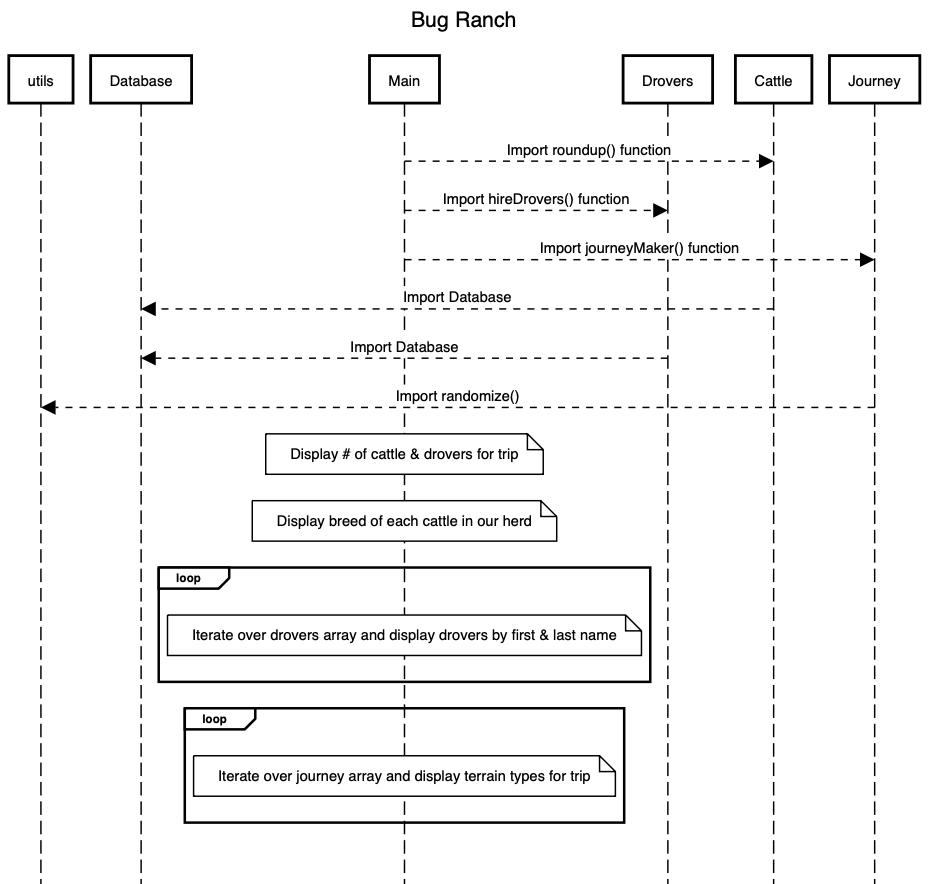 Bug Ranch
utils
Database
Main
Drovers
Cattle
Journey
Import roundup() function
Import hireDrovers() function
Import journeyMaker() function
Import Database
Import Database
Import randomize()
Display # of cattle & drovers for trip
Display breed of each cattle in our herd
loop
Iterate over drovers array and display drovers by first & last name
loop
Iterate over journey array and display terrain types for trip